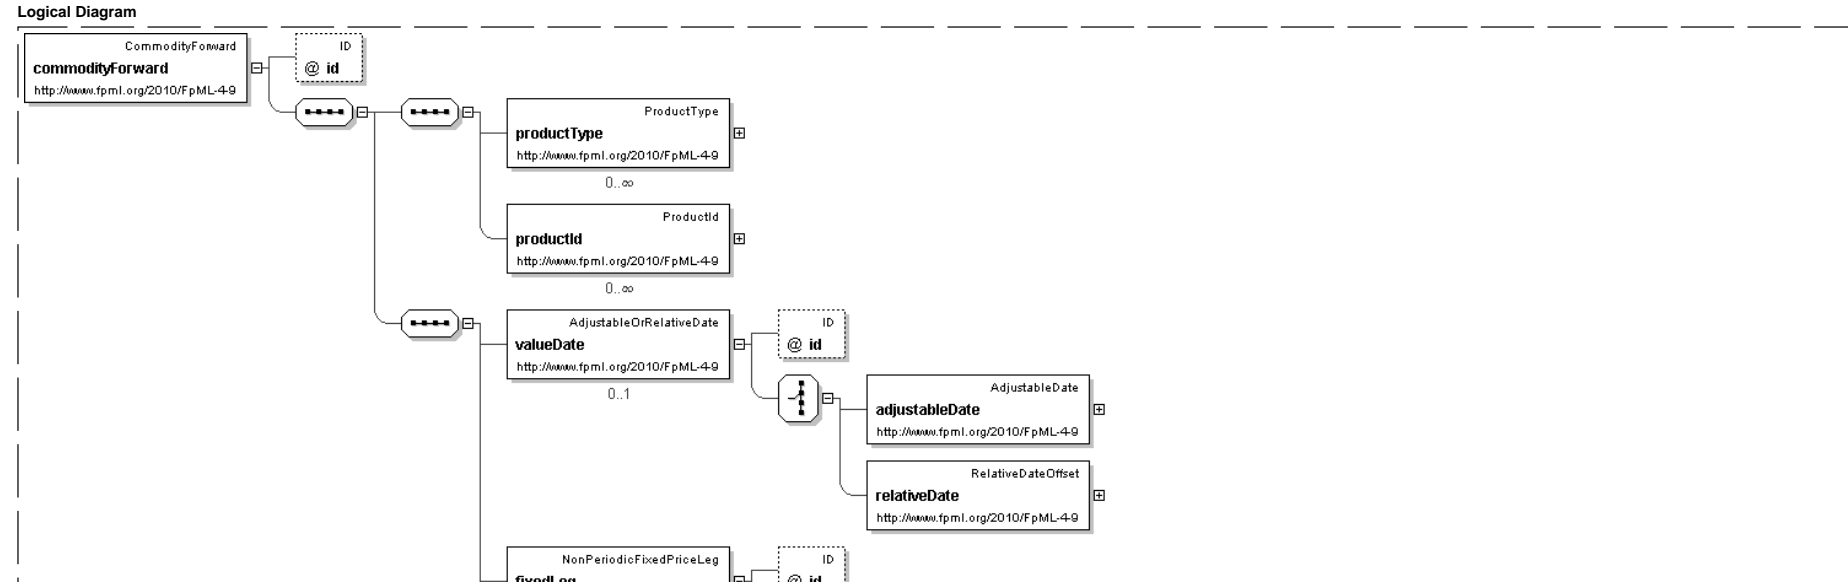 Logical Diagram
CommodityForward
commodityForward
http://www.fpml.org/2010/FpML-4-9
ID
@ id
ProductType
productType
http://www.fpml.org/2010/FpML-4-9
0..∞
ProductId
productId
http://www.fpml.org/2010/FpML-4-9
0..∞
AdjustableOrRelativeDate
valueDate
http://www.fpml.org/2010/FpML-4-9
0..1
ID
@ id
AdjustableDate
adjustableDate
http://www.fpml.org/2010/FpML-4-9
RelativeDateOffset
relativeDate
http://www.fpml.org/2010/FpML-4-9
NonPeriodicFixedPriceLeg
fixedLeg
ID
@ id